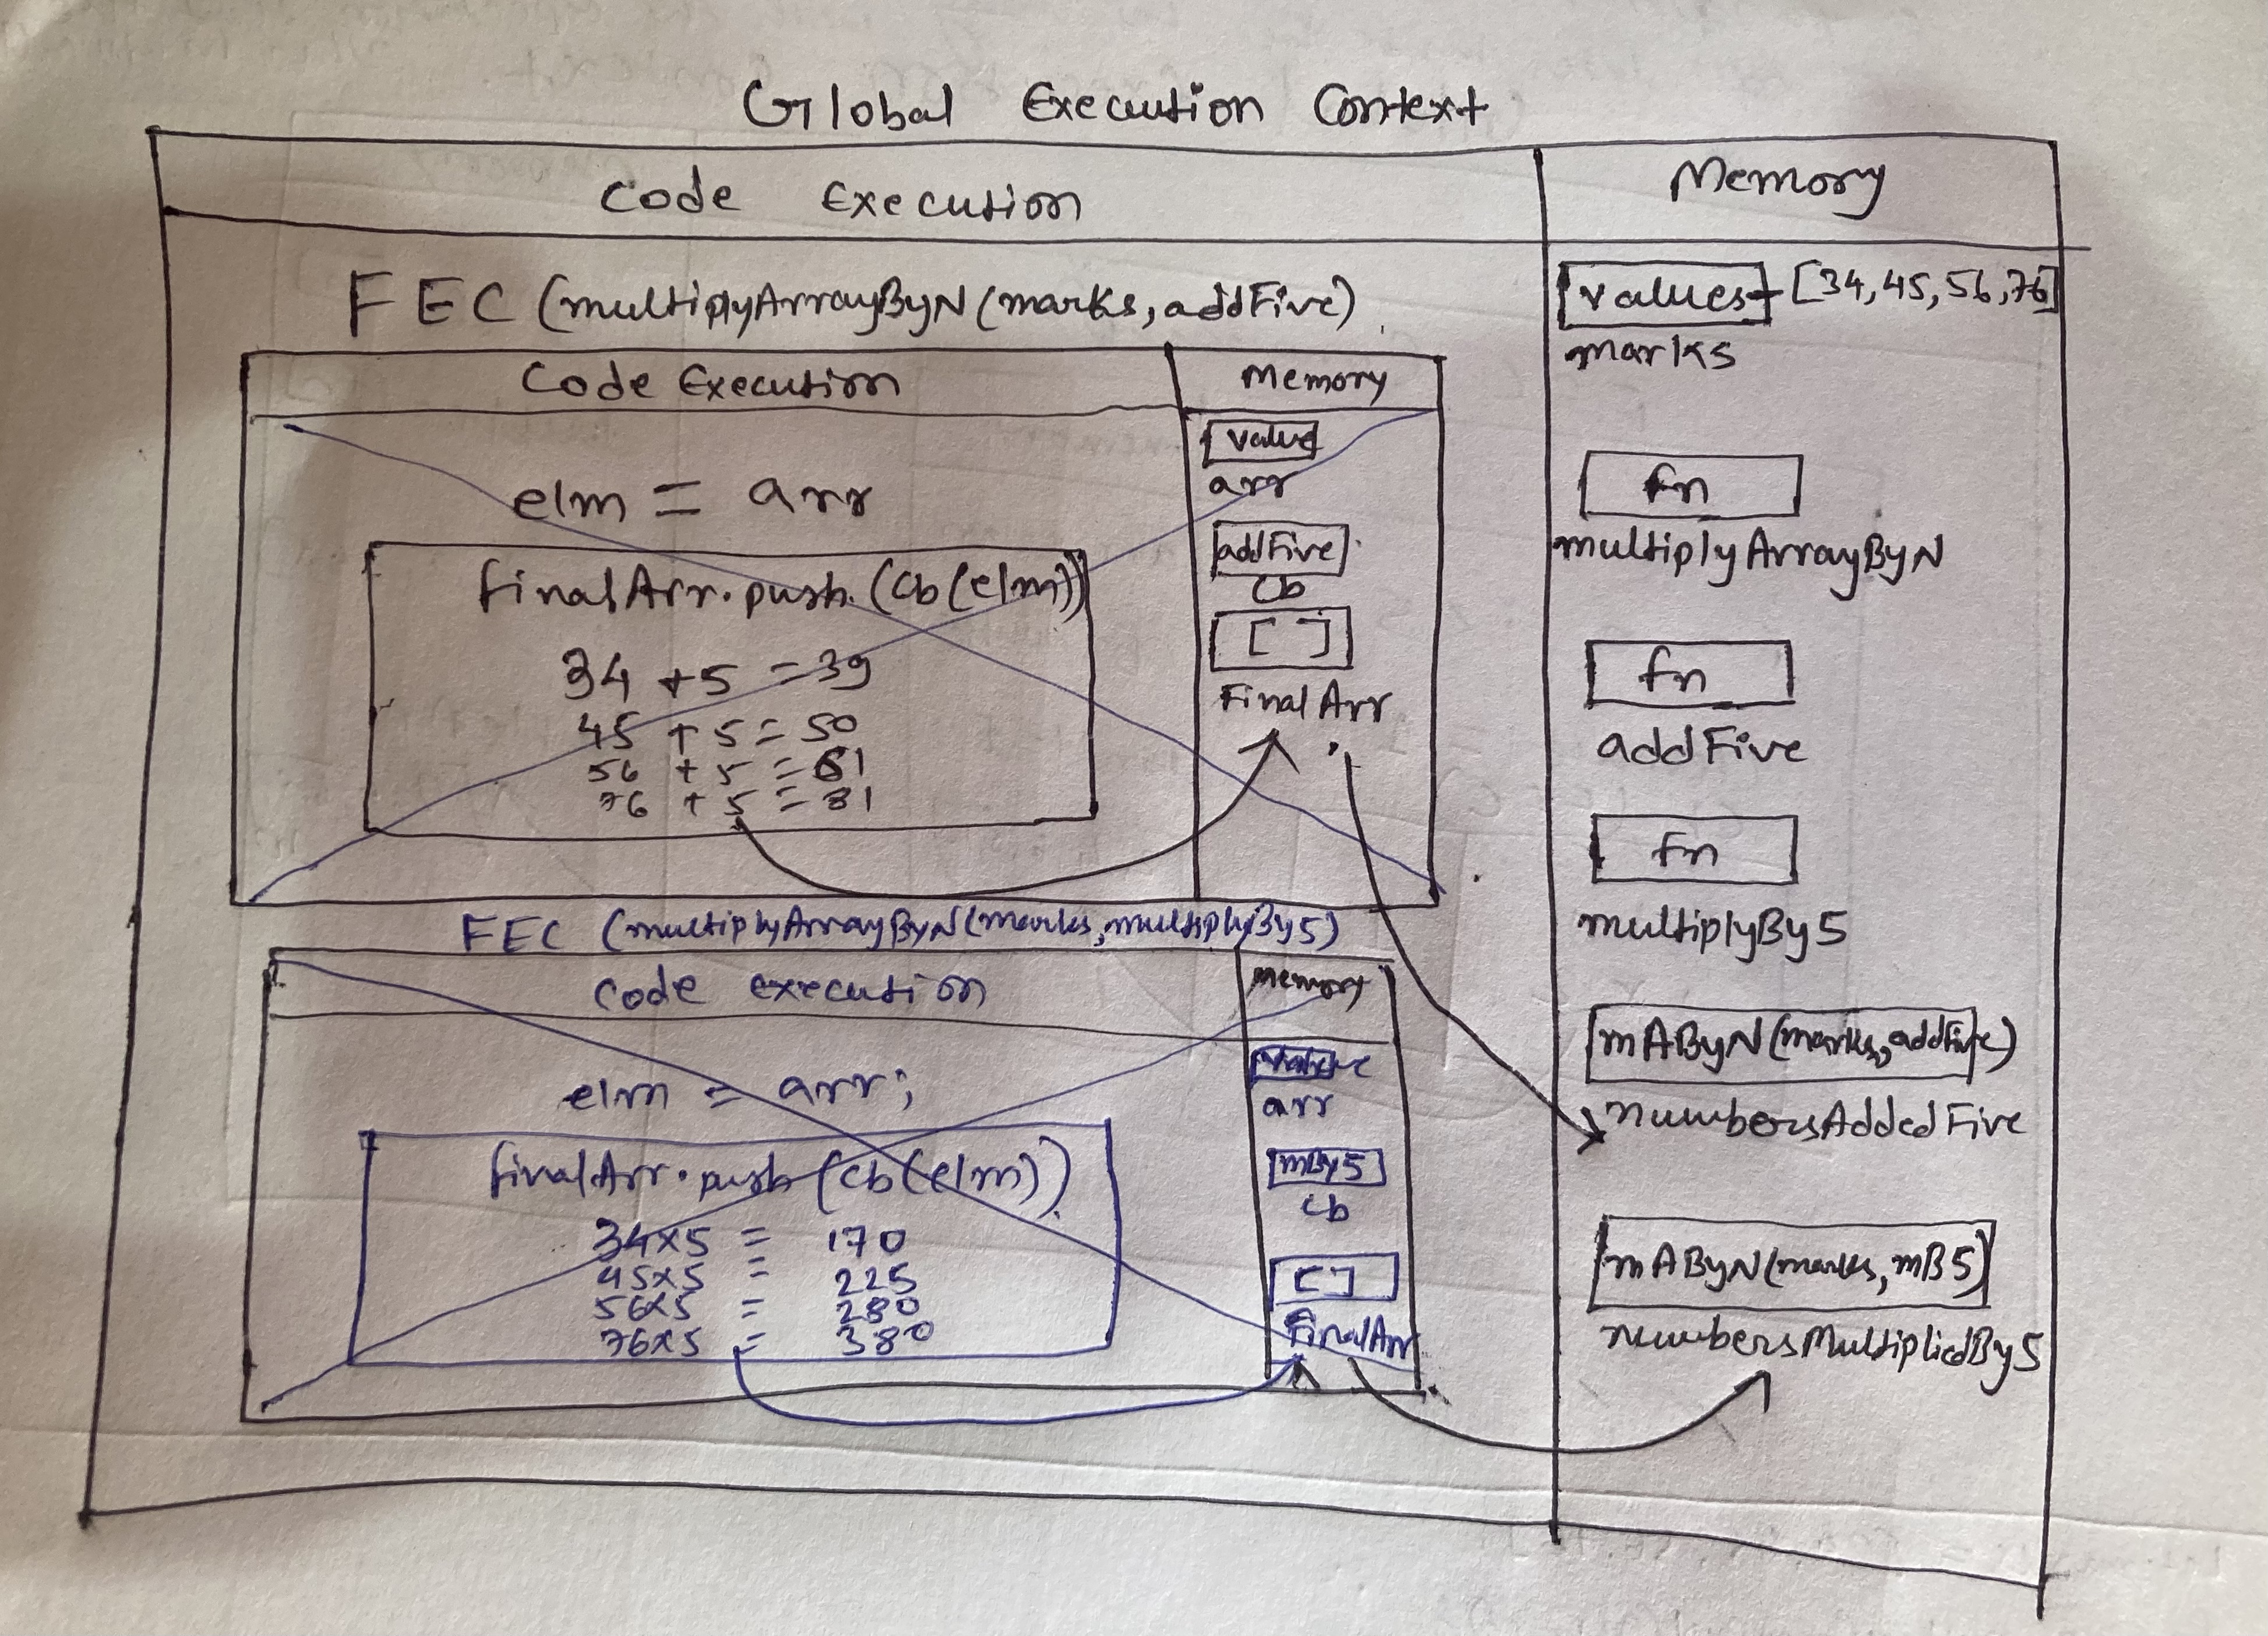 Global Execution Context
Code Execution
Memory
FEC (multiplyArrayByN(marks, addFive)
Code Execution
Memory
elm = arr
finalArr.push.(cb(elm))
34 + 5 = 39
45 + 5 = 50
56 + 5 = 61
76 + 5 = 81
value
arr
addFive
cb
[ ]
FinalArr
FEC (multiplyArrayByN(marks, multiplyBy5)
Code execution
Memory
elm = arr;
finalArr.push(cb(elm))
34x5 = 170
45x5 = 225
56x5 = 280
76x5 = 380
value
arr
mBy5
cb
[ ]
FinalArr
values - [34, 45, 56, 76]
marks
fn
multiplyArrayByN
fn
addFive
fn
multiplyBy5
mAByN(marks, addFive)
numbersAddedFive
mAByN(marks, mB5)
numbersMultipliedBy5